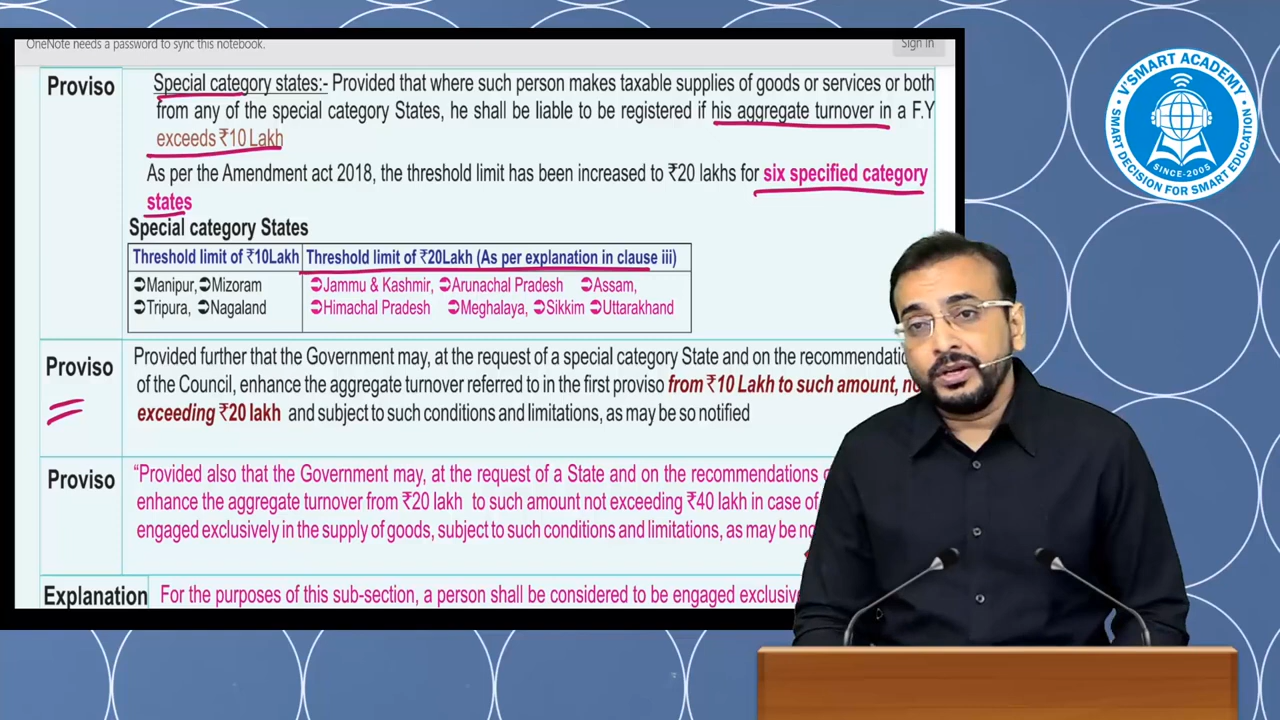 OneNote needs a password to sync this notebook.
Sign in
Proviso
Special category states:- Provided that where such person makes taxable supplies of goods or services or both
from any of the special category States, he shall be liable to be registered if his aggregate turnover in a F.Y
exceeds ₹10 Lakh
As per the Amendment act 2018, the threshold limit has been increased to ₹20 lakhs for six specified category
states
Special category States
Threshold limit of ₹10Lakh Threshold limit of ₹20Lakh (As per explanation in clause iii)
➲Manipur,➲Mizoram ➲Jammu & Kashmir, ➲Arunachal Pradesh ➲Assam,
➲Tripura, ➲Nagaland ➲Himachal Pradesh ➲Meghalaya, ➲Sikkim ➲Uttarakhand
Proviso
Provided further that the Government may, at the request of a special category State and on the
of the Council, enhance the aggregate turnover referred to in the first proviso from ₹10 Lakh to such amount,
exceeding ₹20 lakh and subject to such conditions and limitations, as may be so notified
Proviso
“Provided also that the Government may, at the request of a State and on the recommendations
enhance the aggregate turnover from ₹20 lakh to such amount not exceeding ₹40 lakh in case of
engaged exclusively in the supply of goods, subject to such conditions and limitations, as may be
Explanation
For the purposes of this sub-section, a person shall be considered to be engaged
V'SMART ACADEMY
SINCE-2005
SMART DECISION FOR SMART EDUCATION